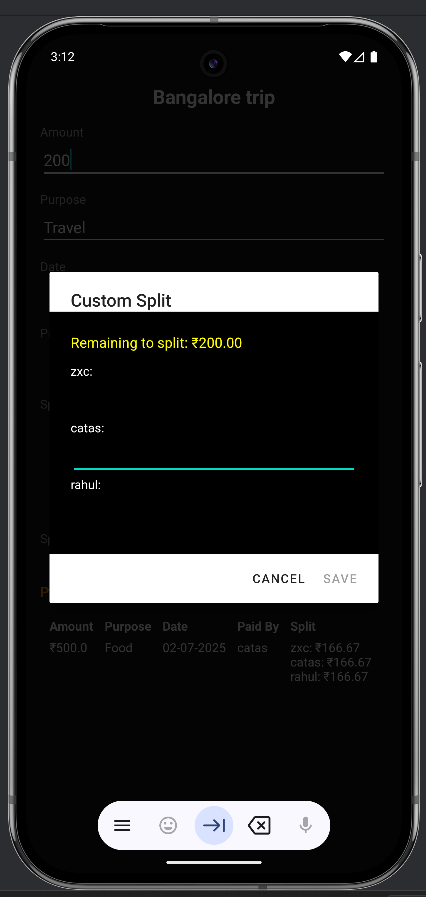 3:12
Bangalore trip
Amount
200
Purpose
Travel
Date
Custom Split
Remaining to split: ₹200.00
zxc:
catas:
rahul:
CANCEL SAVE
Amount Purpose Date Paid By Split
₹500.0 Food 02-07-2025 catas zxc: ₹166.67
catas: ₹166.67
rahul: ₹166.67